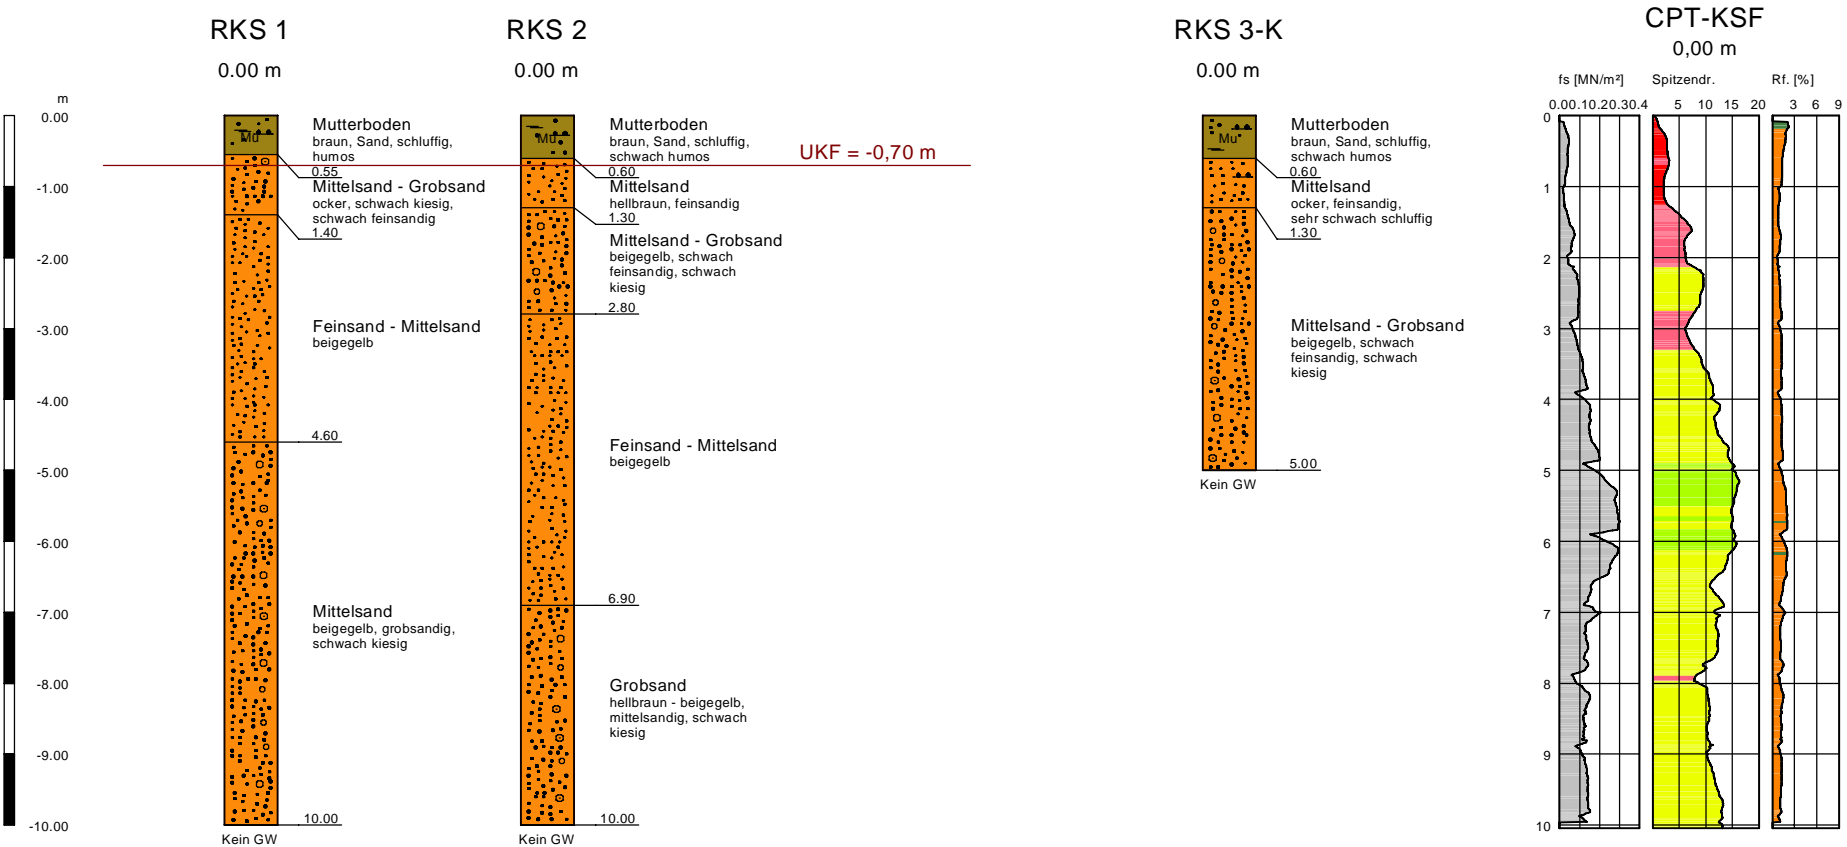 RKS 1
0.00 m
RKS 2
0.00 m
RKS 3-K
0.00 m
CPT-KSF
0,00 m
m
0.00
-1.00
-2.00
-3.00
-4.00
-5.00
-6.00
-7.00
-8.00
-9.00
-10.00
Mu
Mutterboden
braun, Sand, schluffig,
humos
0.55
Mittelsand - Grobsand
ocker, schwach kiesig,
schwach feinsandig
1.40
Feinsand - Mittelsand
beigegelb
4.60
Mittelsand
beigegelb, grobsandig,
schwach kiesig
10.00
Kein GW
Mu
Mutterboden
braun, Sand, schluffig,
schwach humos
0.60
Mittelsand
hellbraun, feinsandig
1.30
Mittelsand - Grobsand
beigegelb, schwach
feinsandig, schwach
kiesig
2.80
Feinsand - Mittelsand
beigegelb
6.90
Grobsand
hellbraun - beigegelb,
mittelsandig, schwach
kiesig
10.00
Kein GW
UKF = -0,70 m
Mu
Mutterboden
braun, Sand, schluffig,
schwach humos
0.60
Mittelsand
ocker, feinsandig,
sehr schwach schluffig
1.30
Mittelsand - Grobsand
beigegelb, schwach
feinsandig, schwach
kiesig
5.00
Kein GW
fs [MN/m²] Spitzendr. Rf. [%]
0.00.10.20.30.4 5 10 15 20 3 6 9
0
1
2
3
4
5
6
7
8
9
10